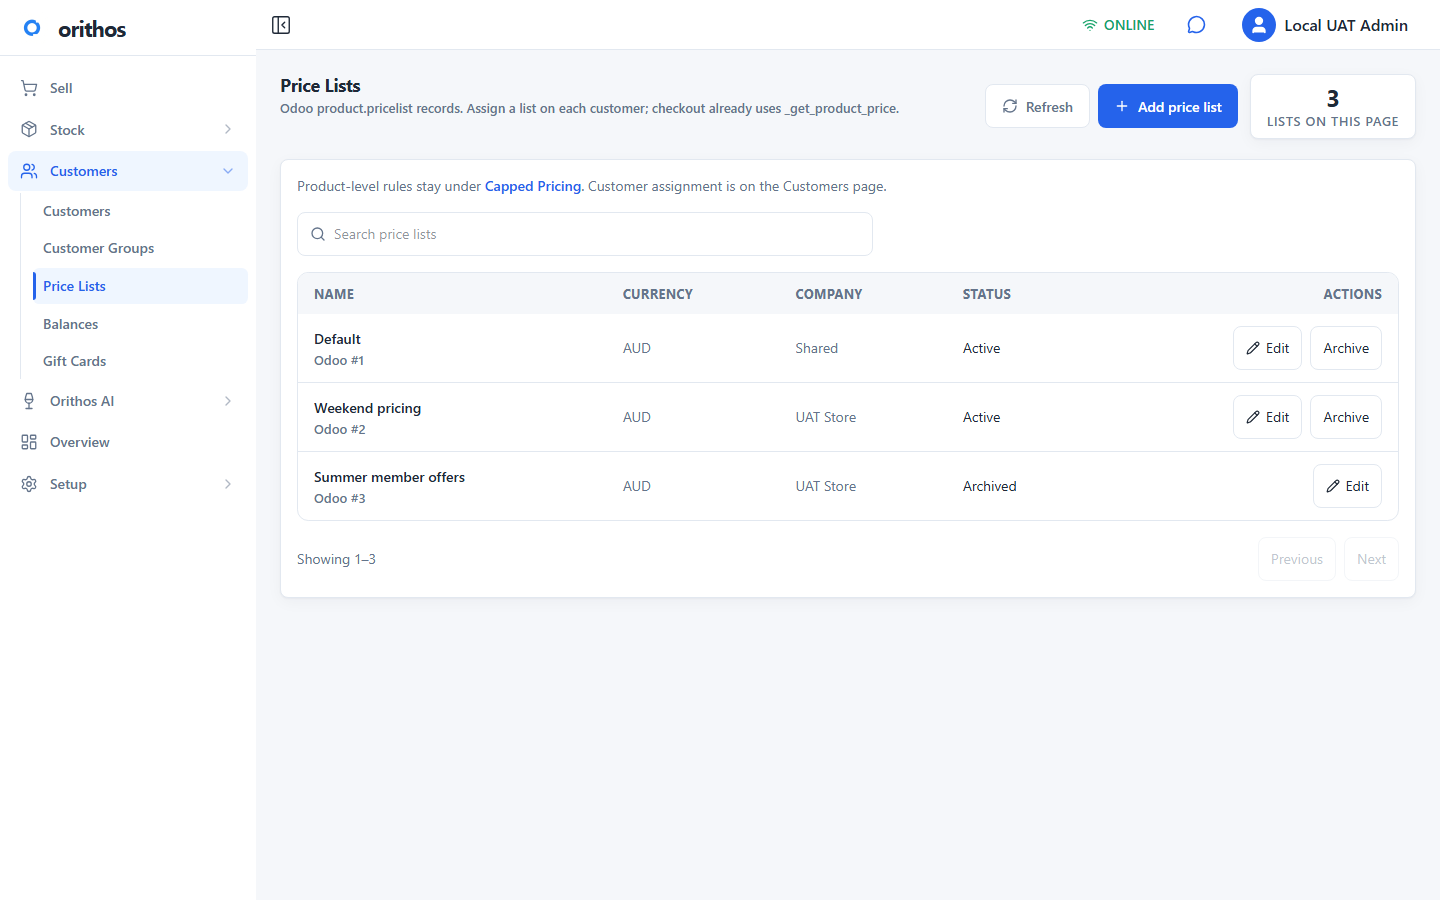 orithos
ONLINE
Local UAT Admin
Sell
Stock
Customers
Customers
Customer Groups
Price Lists
Balances
Gift Cards
Orithos AI
Overview
Setup
Price Lists
Odoo product.pricelist records. Assign a list on each customer; checkout already uses _get_product_price.
Refresh
Add price list
3
LISTS ON THIS PAGE
Product-level rules stay under Capped Pricing. Customer assignment is on the Customers page.
Search price lists
NAME CURRENCY COMPANY STATUS ACTIONS
Default
Odoo #1
AUD Shared Active Edit Archive
Weekend pricing
Odoo #2
AUD UAT Store Active Edit Archive
Summer member offers
Odoo #3
AUD UAT Store Archived Edit
Showing 1–3
Previous Next